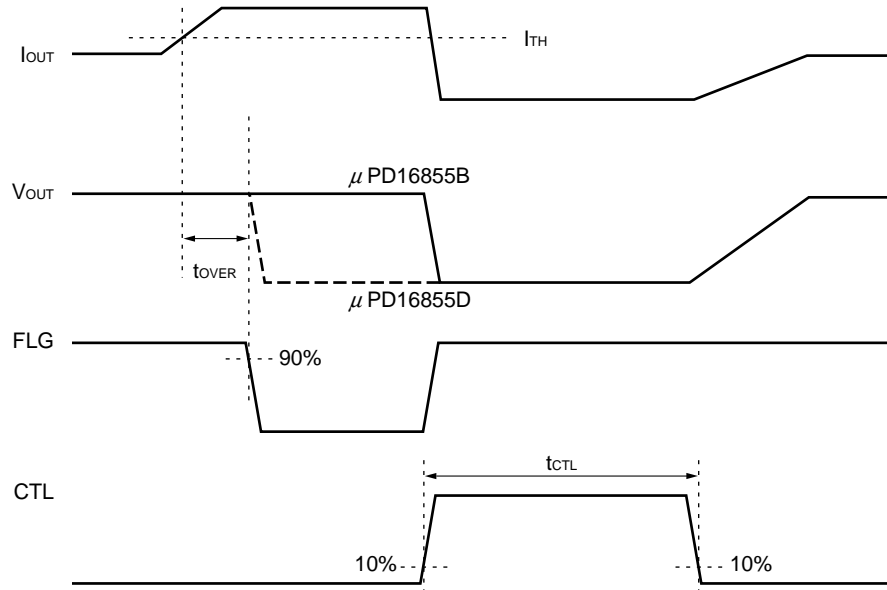 IOUT
ITH
μ PD16855B
VOUT
tOVER
μ PD16855D
FLG
90%
tCTL
CTL
10%
10%